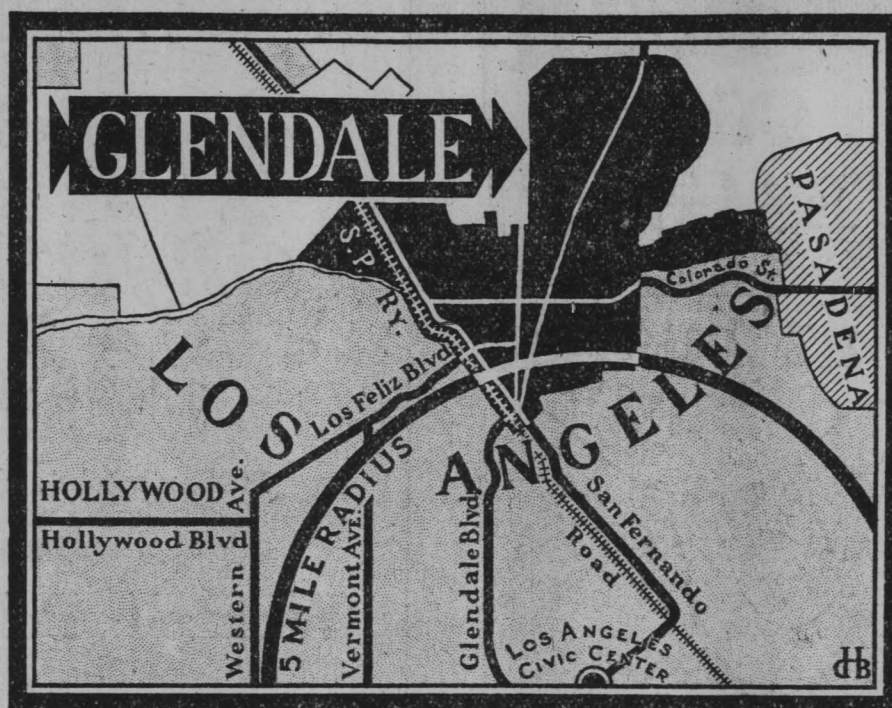 GLENDALE
PASADENA
S. P. RY.
Colorado St.
LOS ANGELES
Los Feliz Blvd
HOLLYWOOD
Hollywood Blvd
Western Ave.
5 MILE RADIUS
Vermont AVE.
Glendale Blvd
San Fernando
Road
LOS ANGELES
CIVIC CENTER